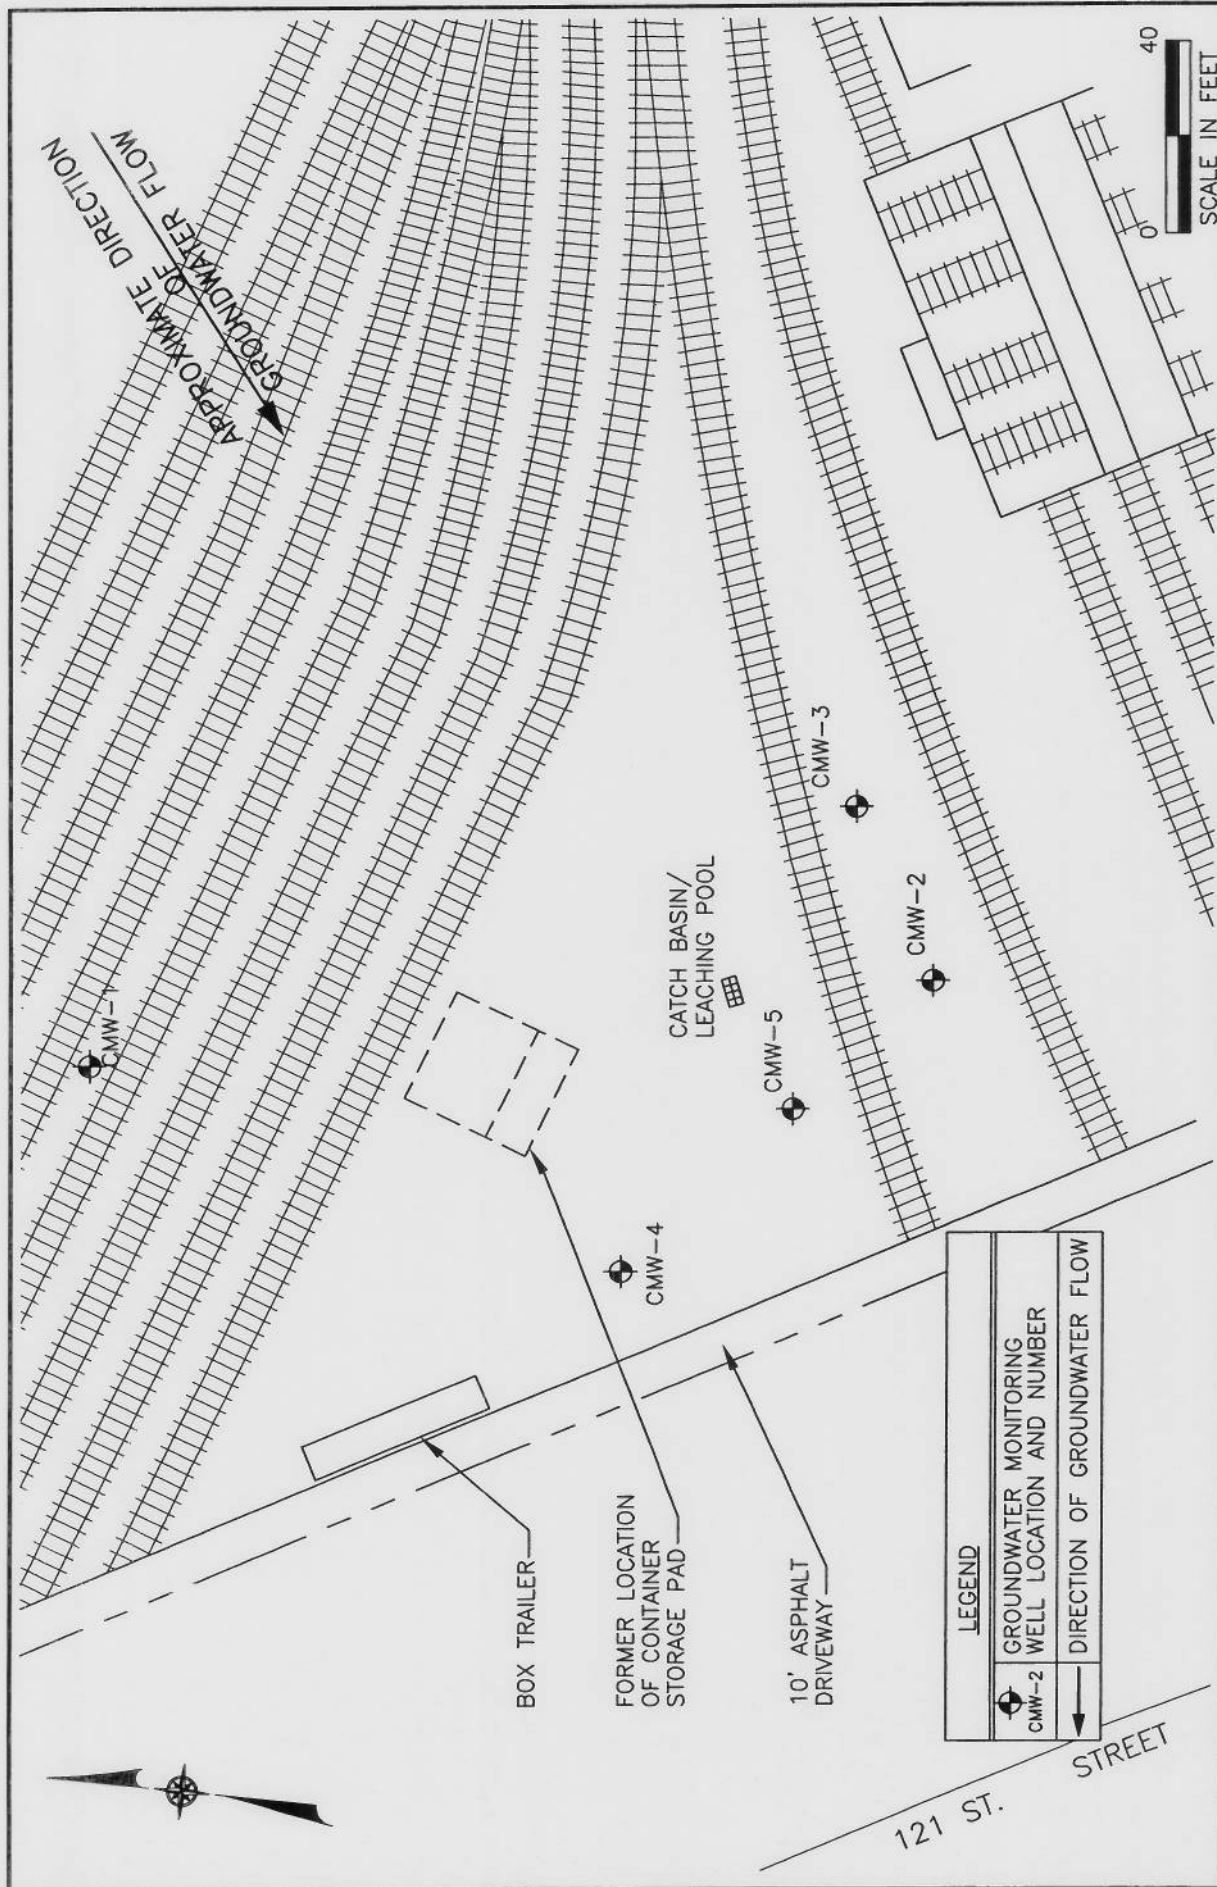 APPROXIMATE DIRECTION
OF
GROUNDWATER FLOW
CMW-1
CMW-3
CMW-2
CATCH BASIN/
LEACHING POOL
CMW-5
CMW-4
BOX TRAILER
FORMER LOCATION
OF CONTAINER
STORAGE PAD
10' ASPHALT
DRIVEWAY
LEGEND
CMW-2
GROUNDWATER MONITORING
WELL LOCATION AND NUMBER
DIRECTION OF GROUNDWATER FLOW
121 ST.
STREET
0
40
SCALE IN FEET